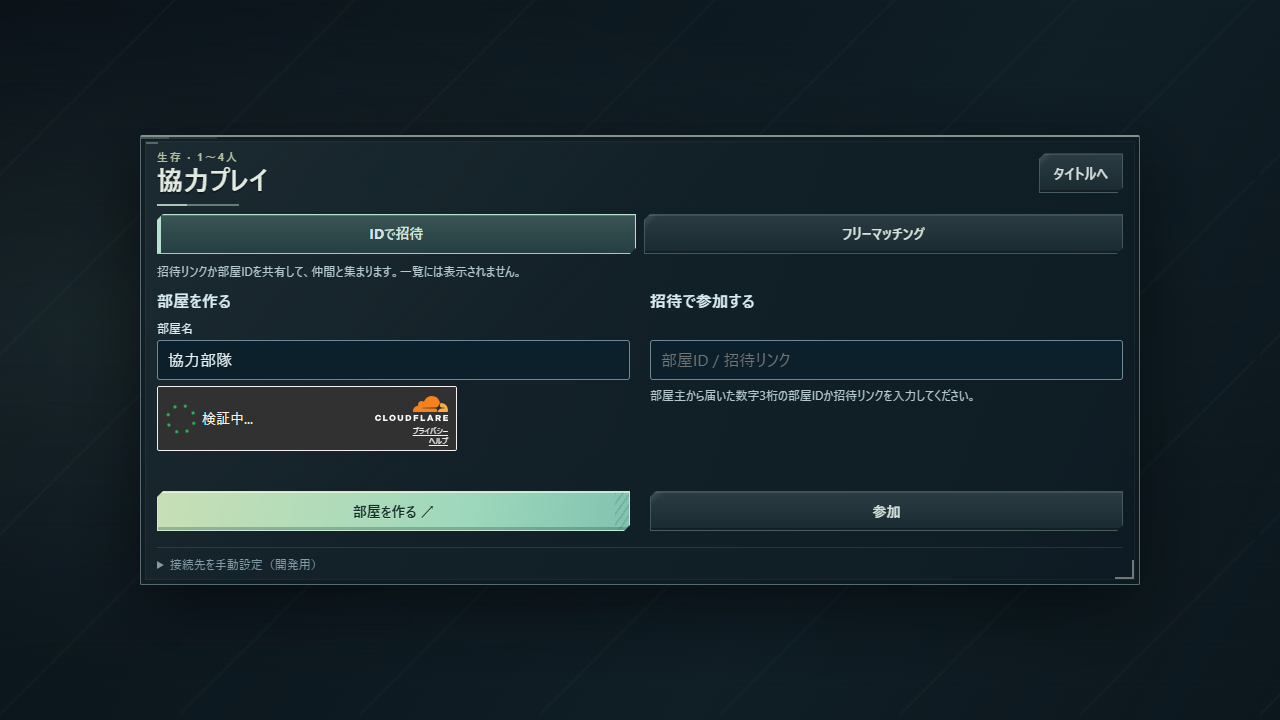 生存 · 1～4人
協力プレイ
タイトルへ
IDで招待
フリーマッチング
招待リンクか部屋IDを共有して、仲間と集まります。一覧には表示されません。
部屋を作る
招待で参加する
部屋名
協力部隊
部屋ID / 招待リンク
検証中...
CLOUDFLARE
プライバシー
ヘルプ
部屋主から届いた数字3桁の部屋IDか招待リンクを入力してください。
部屋を作る ／
参加
▶ 接続先を手動設定（開発用）